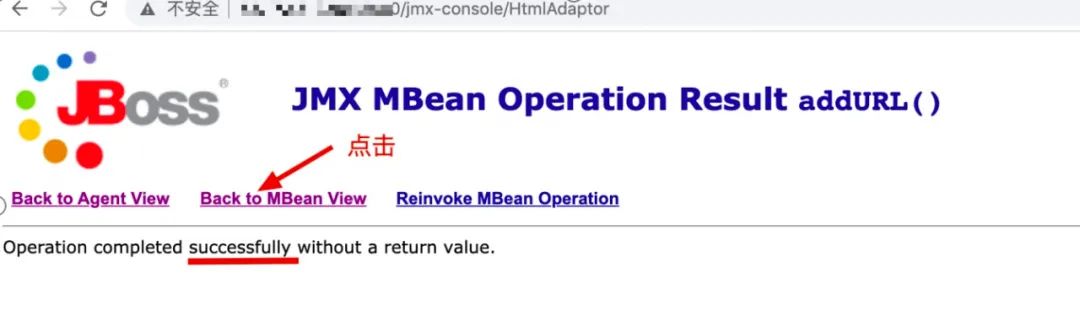 不安全
0/jmx-console/HtmlAdaptor
JBoss®
JMX MBean Operation Result addURL()
点击
Back to Agent View Back to MBean View Reinvoke MBean Operation
Operation completed successfully without a return value.